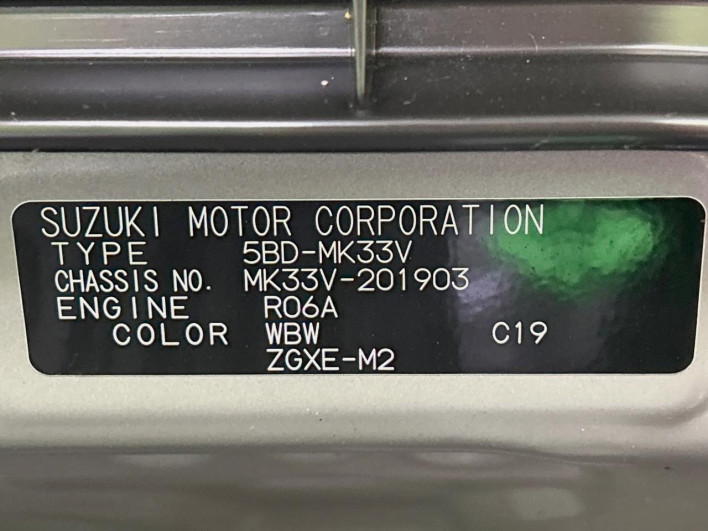 SUZUKI MOTOR CORPORATION
TYPE 5BD-MK33V
CHASSIS NO. MK33V-201903
ENGINE R06A
COLOR WBW C19
ZGXE-M2